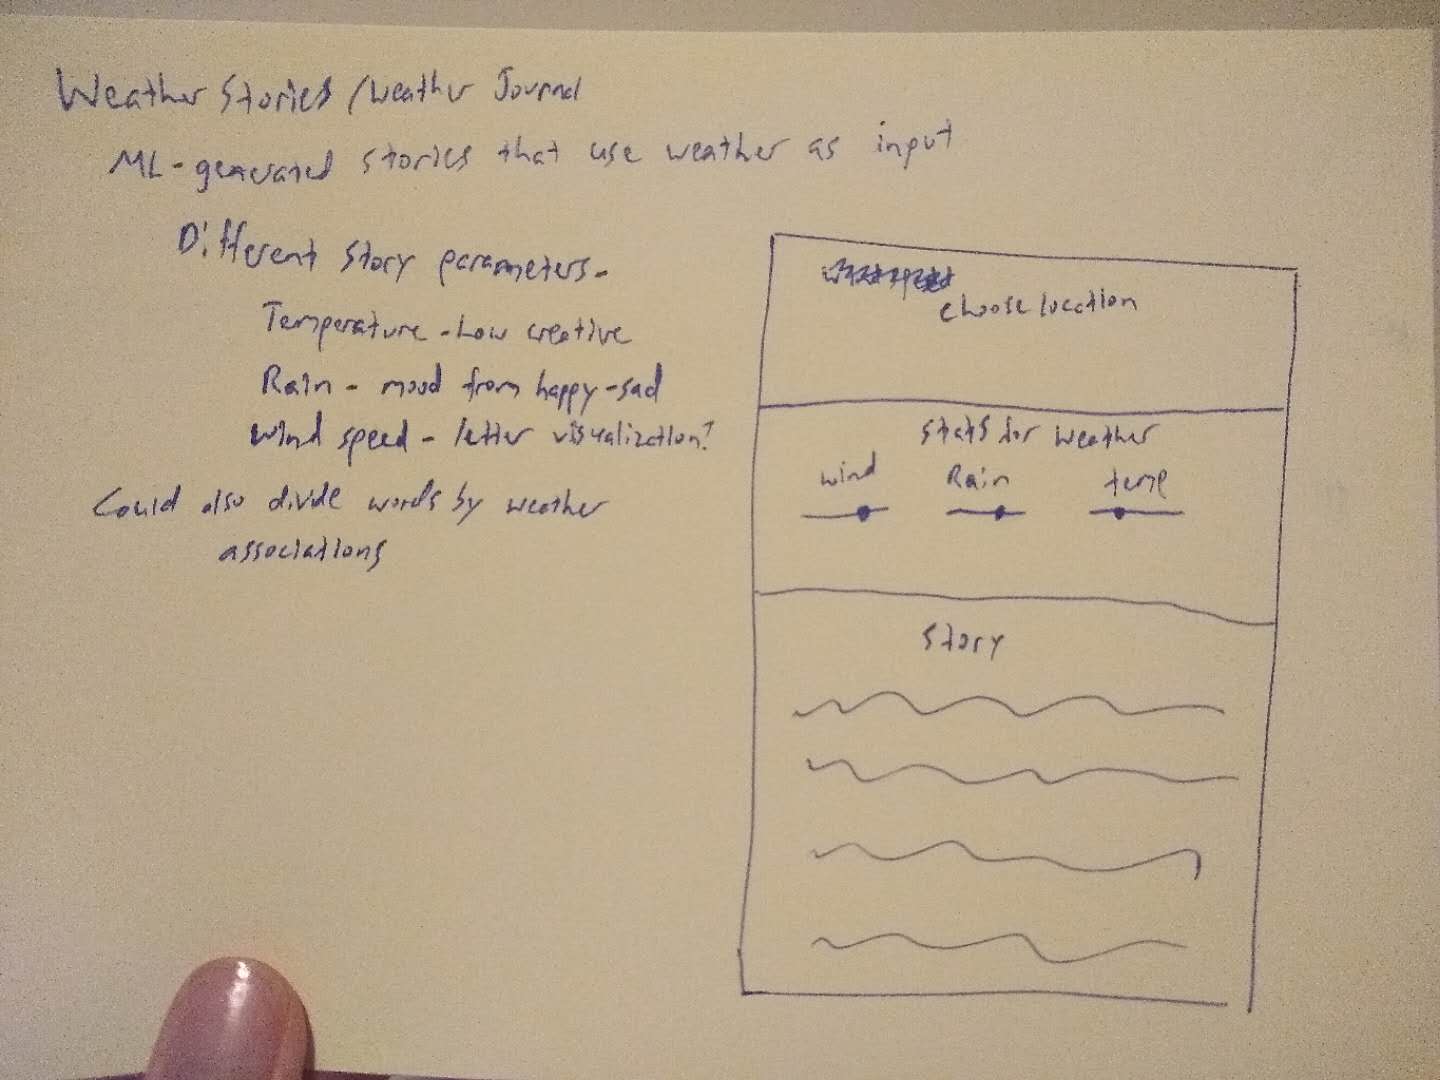 Weather Stories / Weather Journal
ML-generated stories that use weather as input
Different Story parameters-
Temperature - how creative
Rain - mood from happy-sad
Wind speed - letter visualization?
Could also divide words by weather
associations
choose location
Stats for weather
wind Rain temp
Story